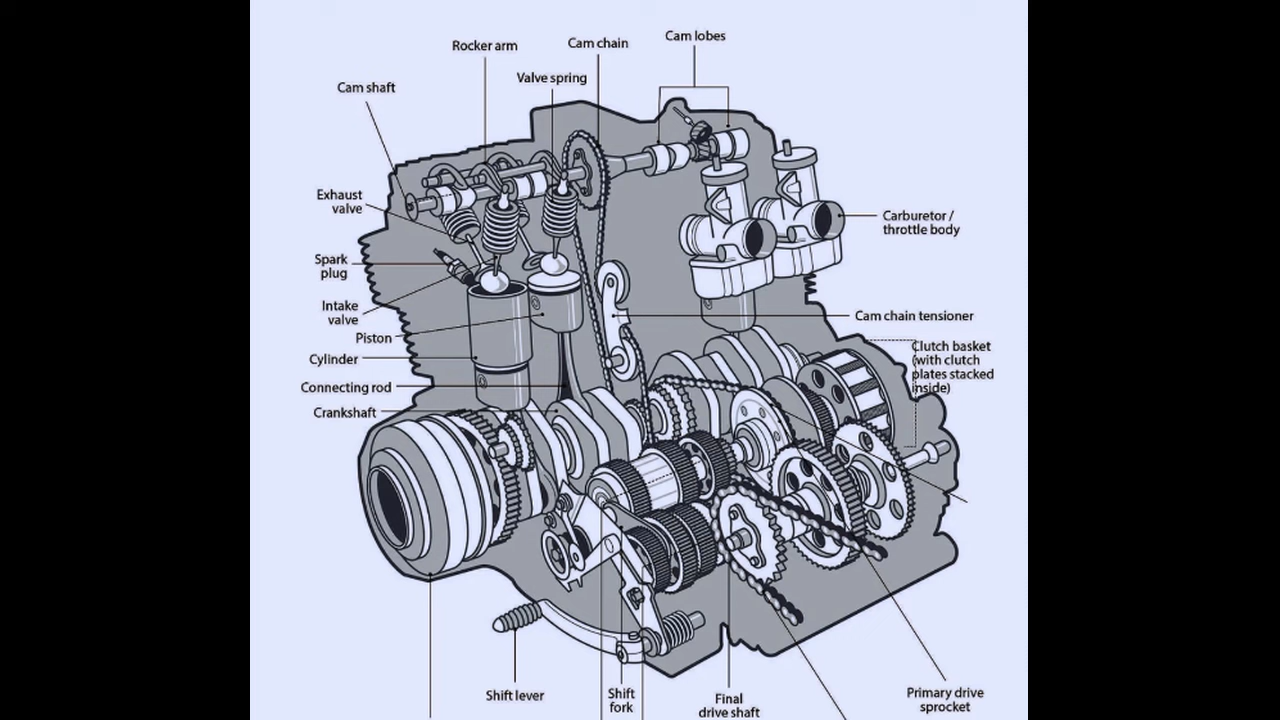 Rocker arm
Cam chain
Cam lobes
Valve spring
Cam shaft
Exhaust
valve
Carburetor /
throttle body
Spark
plug
Intake
valve
Cam chain tensioner
Piston
Clutch basket
(with clutch
plates stacked
inside)
Cylinder
Connecting rod
Crankshaft
Shift lever
Shift
fork
Final
drive shaft
Primary drive
sprocket